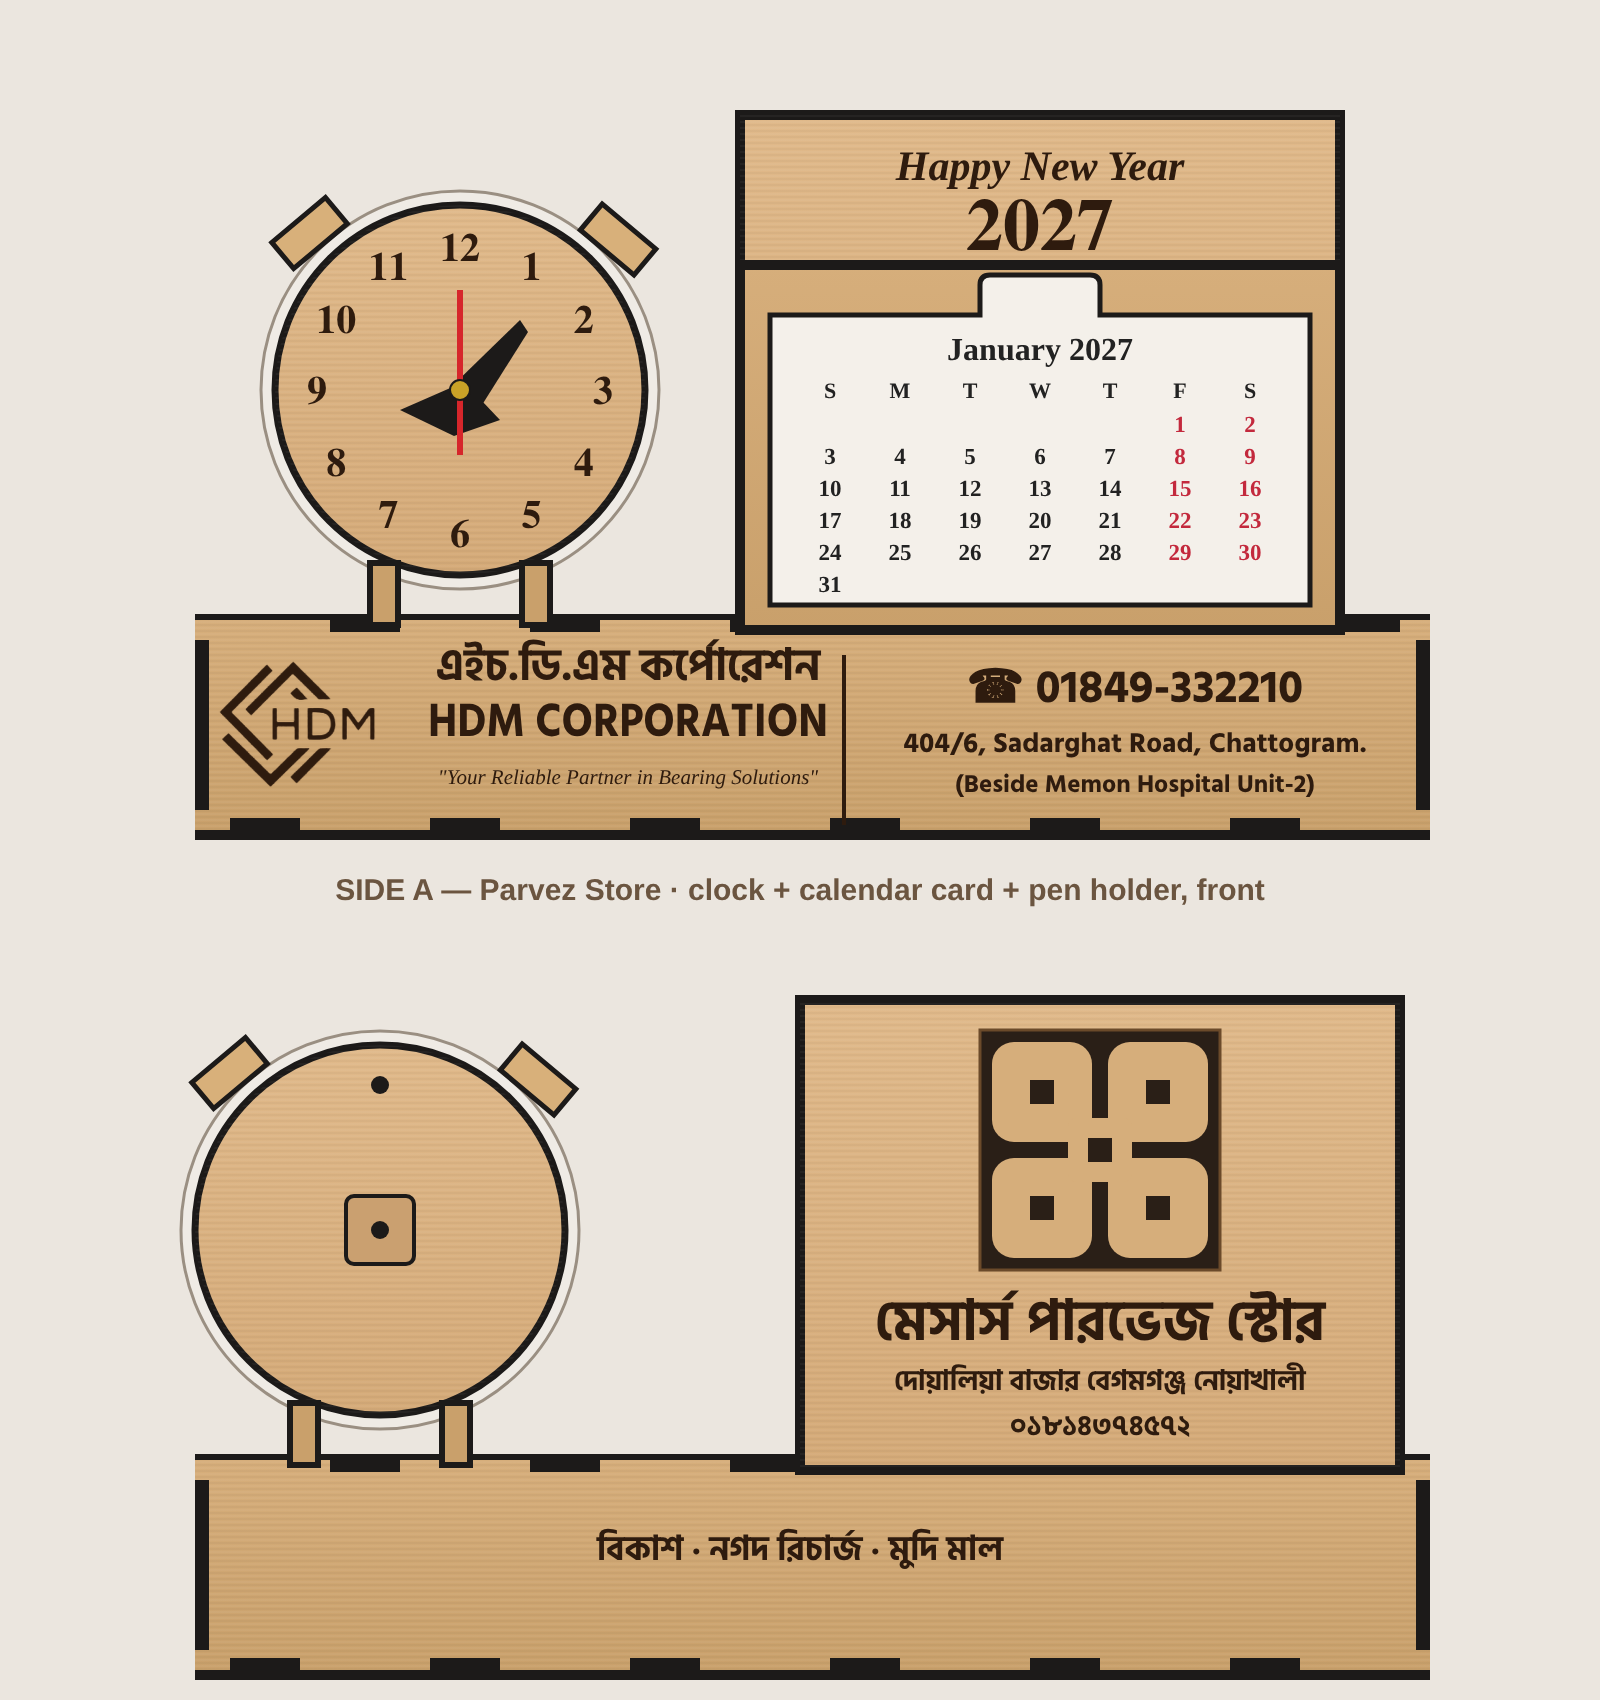 Happy New Year
2027
12
11
1
10
2
9
3
8
4
7
5
6
January 2027
S M T W T F S
1 2
3 4 5 6 7 8 9
10 11 12 13 14 15 16
17 18 19 20 21 22 23
24 25 26 27 28 29 30
31
HDM
এইচ.ডি.এম কর্পোরেশন
HDM CORPORATION
"Your Reliable Partner in Bearing Solutions"
☎ 01849-332210
404/6, Sadarghat Road, Chattogram.
(Beside Memon Hospital Unit-2)
SIDE A — Parvez Store · clock + calendar card + pen holder, front
মেসার্স পারভেজ স্টোর
দোয়ালিয়া বাজার বেগমগঞ্জ নোয়াখালী
০১৮১৪৩৭৪৫৭২
বিকাশ · নগদ রিচার্জ · মুদি মাল